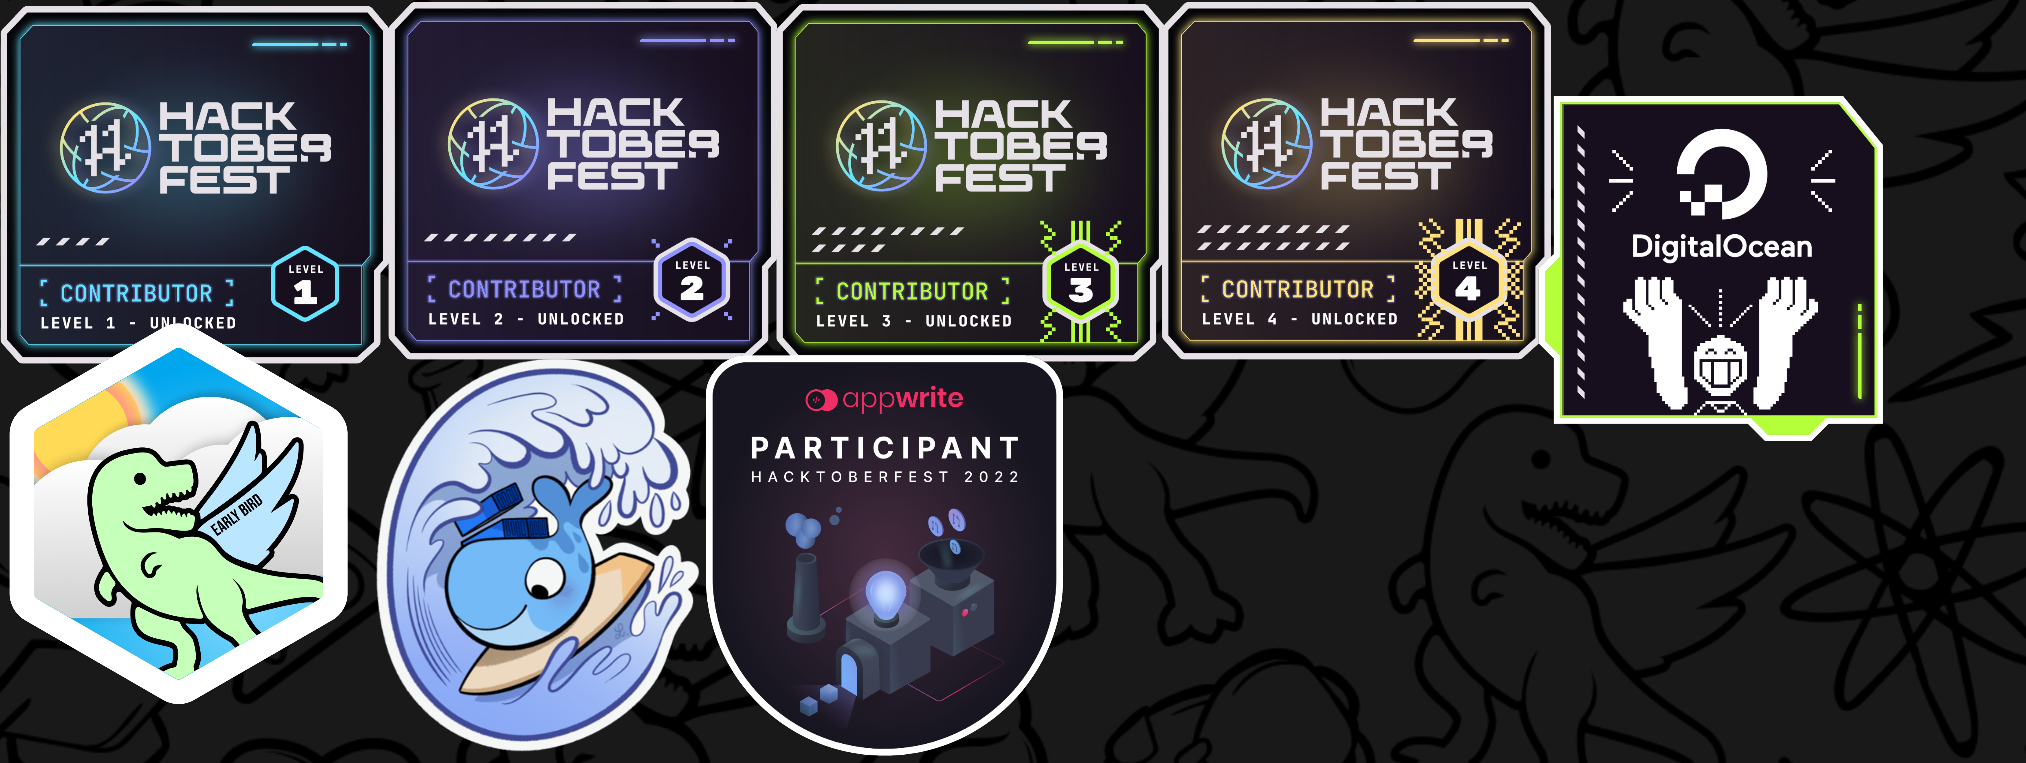 HACK
TOBER
FEST
CONTRIBUTOR
LEVEL 1 - UNLOCKED
LEVEL
1
HACK
TOBER
FEST
CONTRIBUTOR
LEVEL 2 - UNLOCKED
LEVEL
2
HACK
TOBER
FEST
CONTRIBUTOR
LEVEL 3 - UNLOCKED
LEVEL
3
HACK
TOBER
FEST
CONTRIBUTOR
LEVEL 4 - UNLOCKED
LEVEL
4
DigitalOcean
EARLY BIRD
appwrite
PARTICIPANT
HACKTOBERFEST 2022